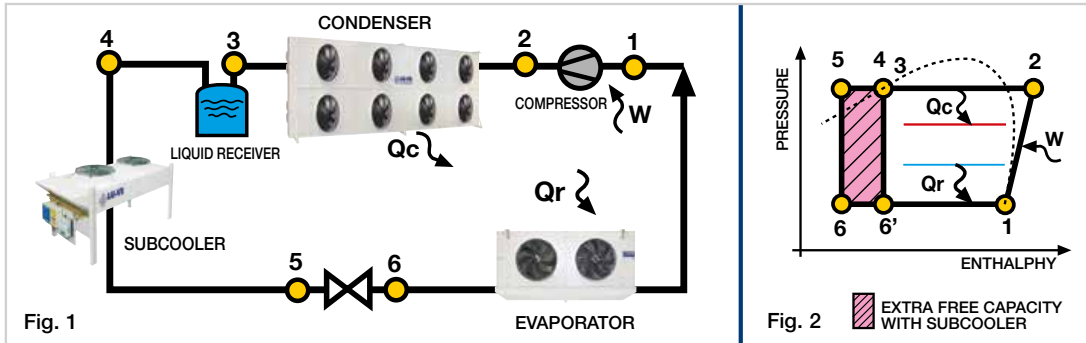 CONDENSER
4
3
2
1
COMPRESSOR
W
LIQUID RECEIVER
Qc
Qr
SUBCOOLER
5
6
EVAPORATOR
Fig. 1
PRESSURE
5
4
3
2
Qc
W
Qr
6
6’
1
ENTHALPHY
Fig. 2
EXTRA FREE CAPACITY
WITH SUBCOOLER